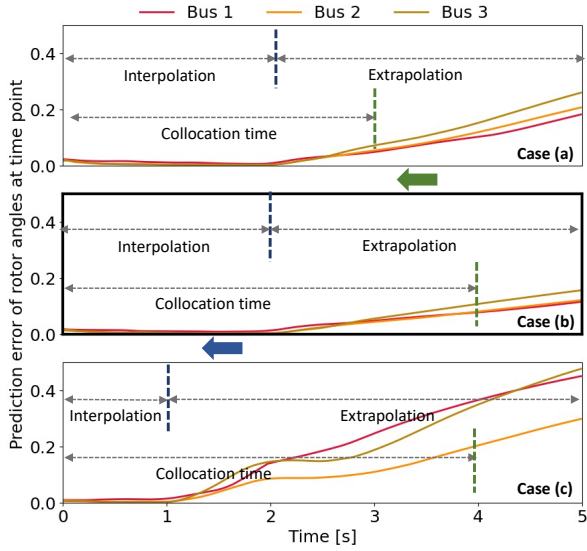 Bus 1 Bus 2 Bus 3
Prediction error of rotor angles at time point
0.4
Interpolation Extrapolation
0.2
Collocation time
0.0
Case (a)
0.4
Interpolation Extrapolation
0.2
Collocation time
0.0
Case (b)
0.4
Interpolation Extrapolation
0.2
Collocation time
0.0
Case (c)
0 1 2 3 4 5
Time [s]